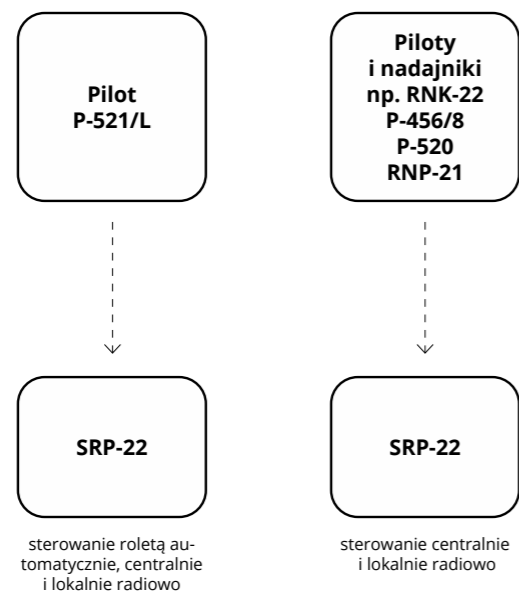 Pilot
P-521/L
Piloty
i nadajniki
np. RNK-22
P-456/8
P-520
RNP-21
SRP-22
sterowanie roletą au-
tomatycznie, centralnie
i lokalnie radiowo
SRP-22
sterowanie centralnie
i lokalnie radiowo